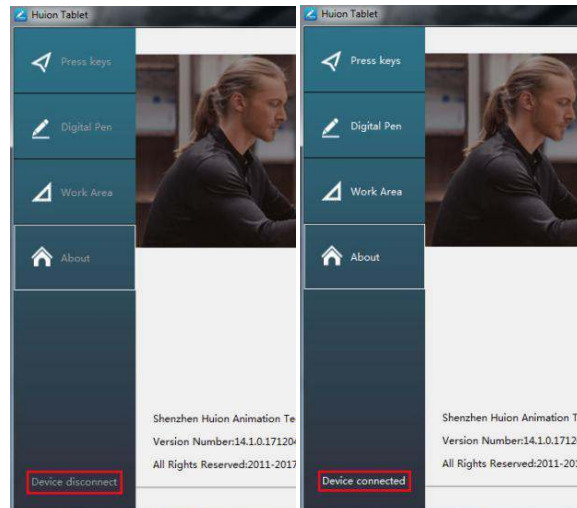 Huion Tablet
Press keys
Digital Pen
Work Area
About
Shenzhen Huion Animation Te
Version Number:14.1.0.171204
All Rights Reserved:2011-2017
Device disconnect
Huion Tablet
Press keys
Digital Pen
Work Area
About
Shenzhen Huion Animation T
Version Number:14.1.0.1712
All Rights Reserved:2011-201
Device connected